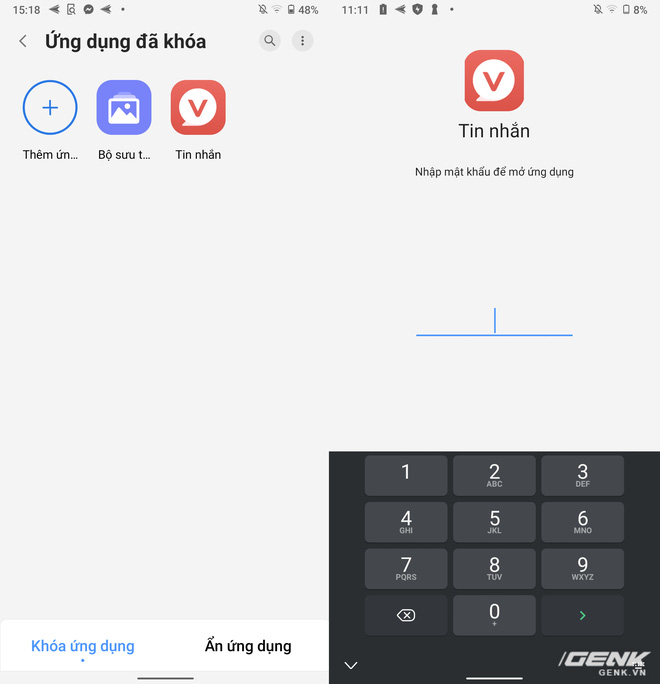 15:18
48%
Ứng dụng đã khóa
Thêm ứn...
Bộ sưu t...
V
Tin nhắn
Khóa ứng dụng
Ẩn ứng dụng
11:11
8%
V
Tin nhắn
Nhập mật khẩu để mở ứng dụng
1
2
ABC
3
DEF
4
GHI
5
JKL
6
MNO
7
PQRS
8
TUV
9
WXYZ
0
+
GENK
GENK.VN